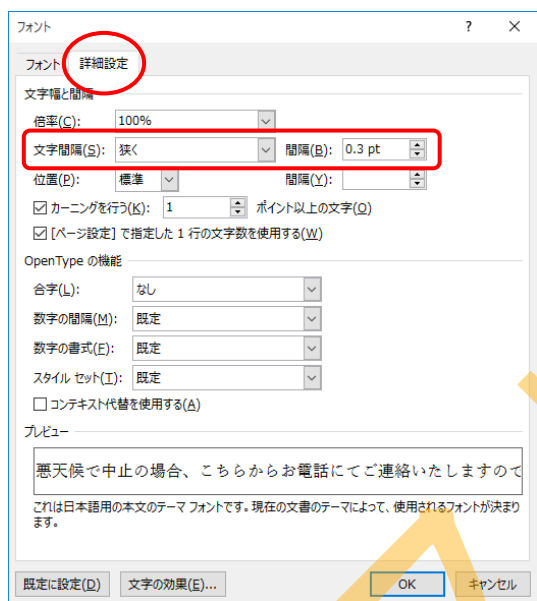 フォント ?
フォント 詳細設定
文字幅と間隔
倍率(C): 100%
文字間隔(S): 狭く 間隔(B): 0.3 pt
位置(P): 標準 間隔(Y):
カーニングを行う(K): 1 ポイント以上の文字(O)
[ページ設定] で指定した 1 行の文字数を使用する(W)
OpenType の機能
合字(L): なし
数字の間隔(M): 既定
数字の書式(F): 既定
スタイル セット(T): 既定
コンテキスト代替を使用する(A)
プレビュー
悪天候で中止の場合、こちらからお電話にてご連絡いたしますので
これは日本語用の本文のテーマ フォントです。現在の文書のテーマによって、使用されるフォントが決まり
ます。
既定に設定(D) 文字の効果(E)... OK キャンセル